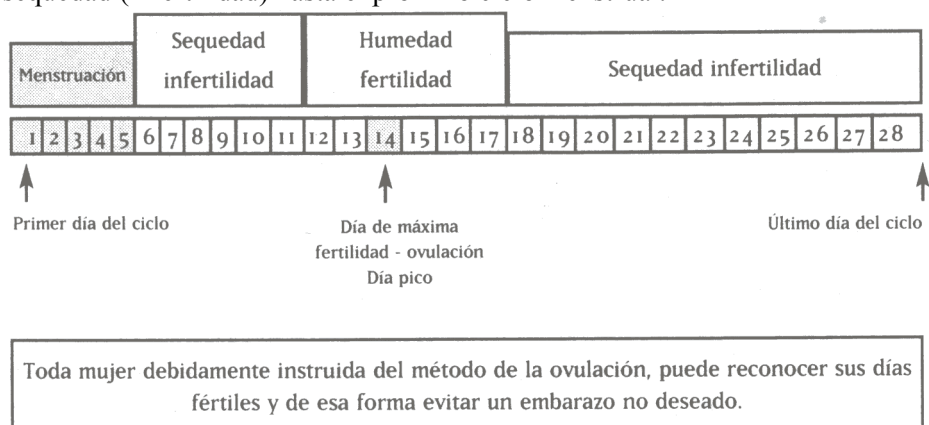 Sequedad
infertilidad
Humedad
fertilidad
Menstruación
Sequedad infertilidad
1 2 3 4 5 6 7 8 9 10 11 12 13 14 15 16 17 18 19 20 21 22 23 24 25 26 27 28
Primer día del ciclo
Día de máxima
fertilidad - ovulación
Día pico
Último día del ciclo
Toda mujer debidamente instruida del método de la ovulación, puede reconocer sus días
fértiles y de esa forma evitar un embarazo no deseado.